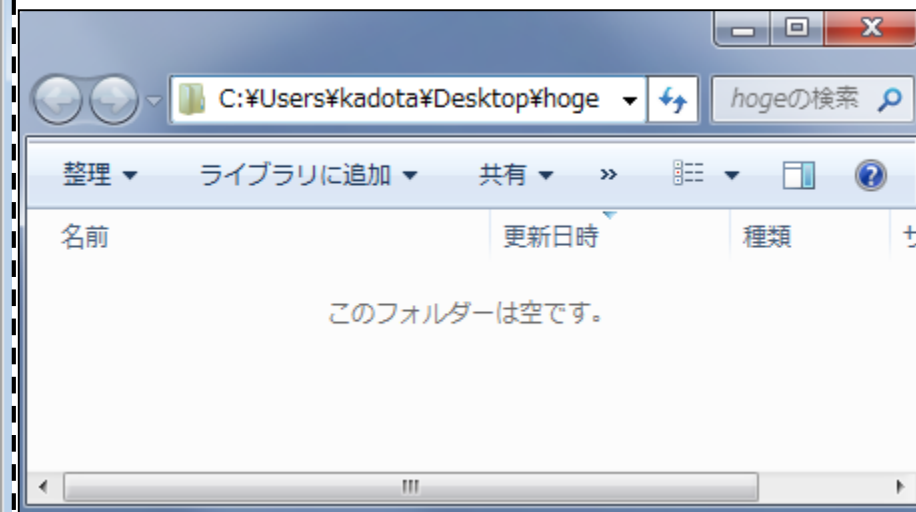 C:¥Users¥kadota¥Desktop¥hoge
hogeの検索
整理 ライブラリに追加 共有 »
名前 更新日時 種類 サ
このフォルダーは空です。